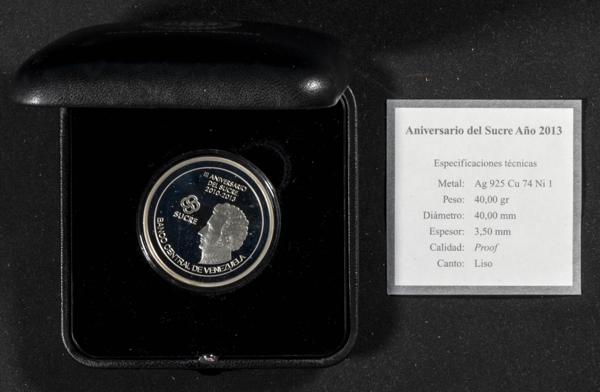 III ANIVERSARIO
DEL SUCRE
2010-2013
SUCRE
BANCO CENTRAL DE VENEZUELA
Aniversario del Sucre Año 2013
Especificaciones técnicas
Metal: Ag 925 Cu 74 Ni 1
Peso: 40,00 gr
Diámetro: 40,00 mm
Espesor: 3,50 mm
Calidad: Proof
Canto: Liso